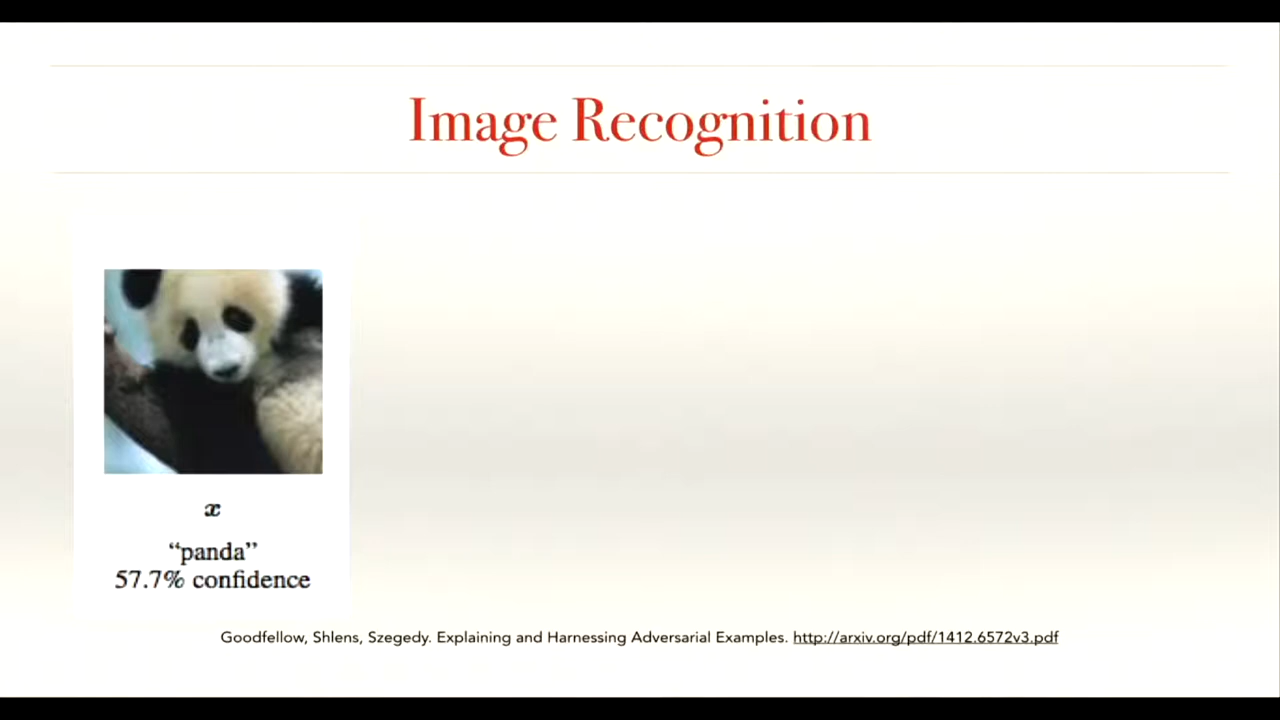 Image Recognition
x
“panda”
57.7% confidence
Goodfellow, Shlens, Szegedy. Explaining and Harnessing Adversarial Examples. http://arxiv.org/pdf/1412.6572v3.pdf